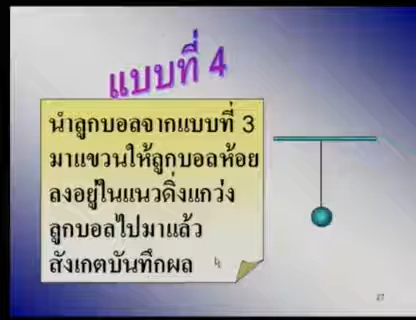 แบบที่ 4
นำลูกบอลจากแบบที่ 3
มาแขวนให้ลูกบอลห้อย
ลงอยู่ในแนวดิ่งแกว่ง
ลูกบอลไปมาแล้ว
สังเกตบันทึกผล
27